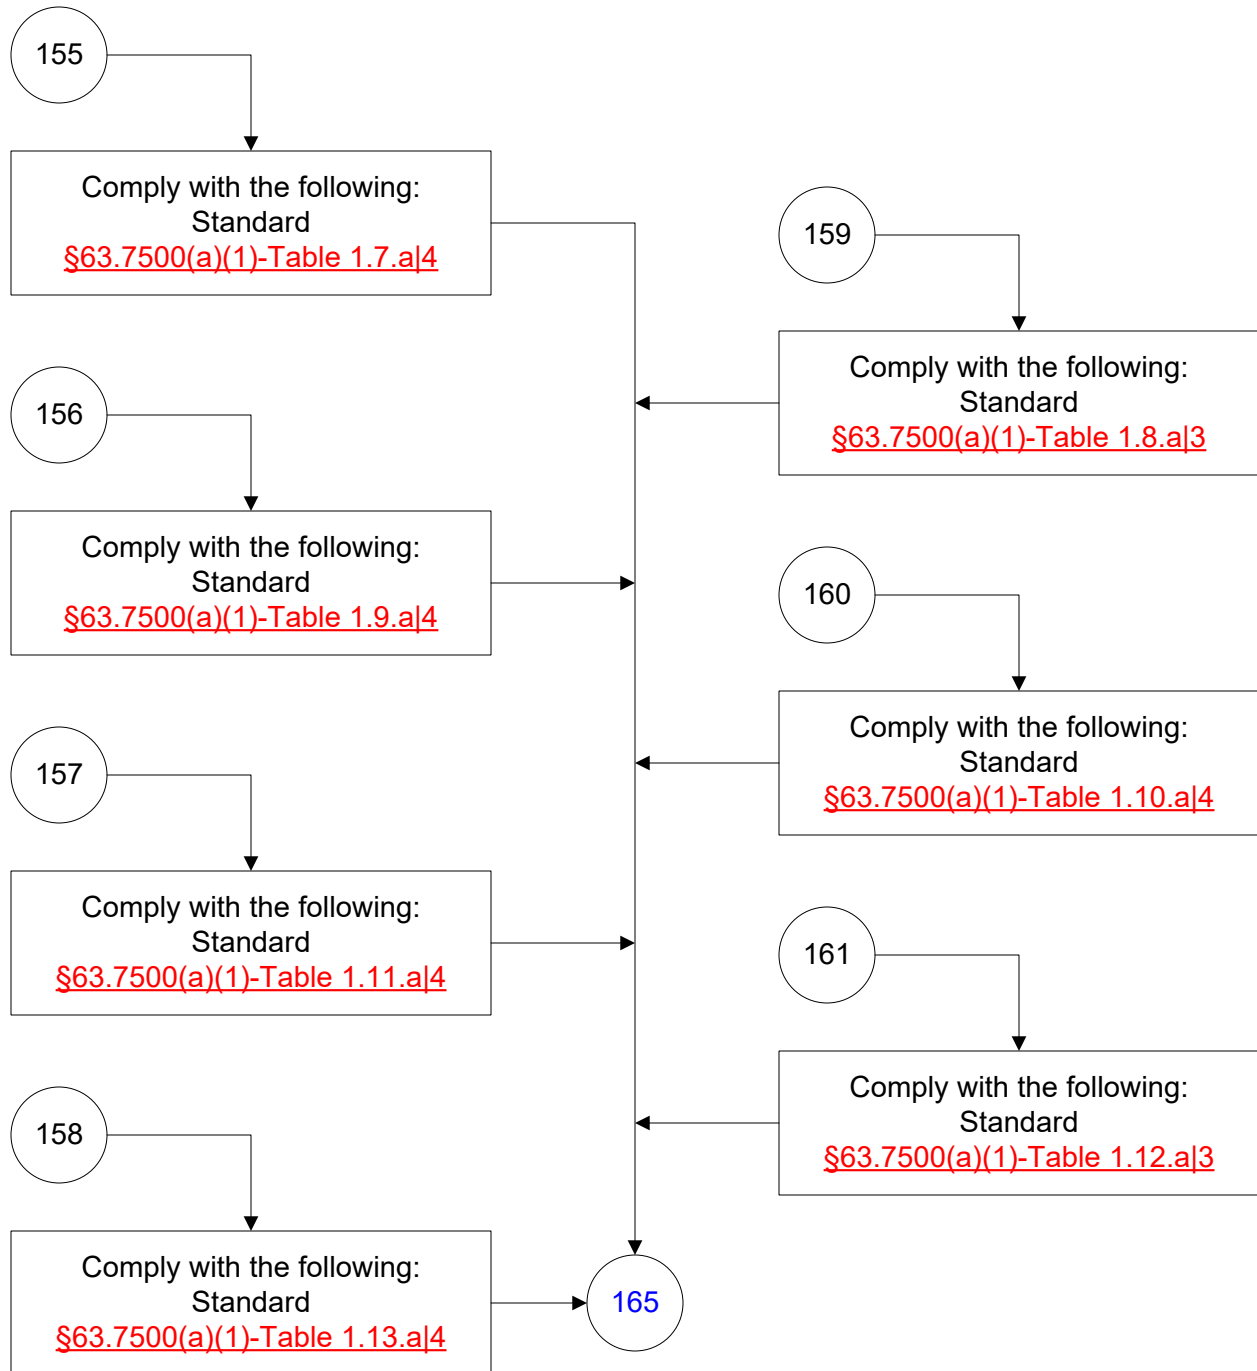 155
Comply with the following:
Standard
§63.7500(a)(1)-Table 1.7.a|4
156
Comply with the following:
Standard
§63.7500(a)(1)-Table 1.9.a|4
157
Comply with the following:
Standard
§63.7500(a)(1)-Table 1.11.a|4
158
Comply with the following:
Standard
§63.7500(a)(1)-Table 1.13.a|4
159
Comply with the following:
Standard
§63.7500(a)(1)-Table 1.8.a|3
160
Comply with the following:
Standard
§63.7500(a)(1)-Table 1.10.a|4
161
Comply with the following:
Standard
§63.7500(a)(1)-Table 1.12.a|3
165